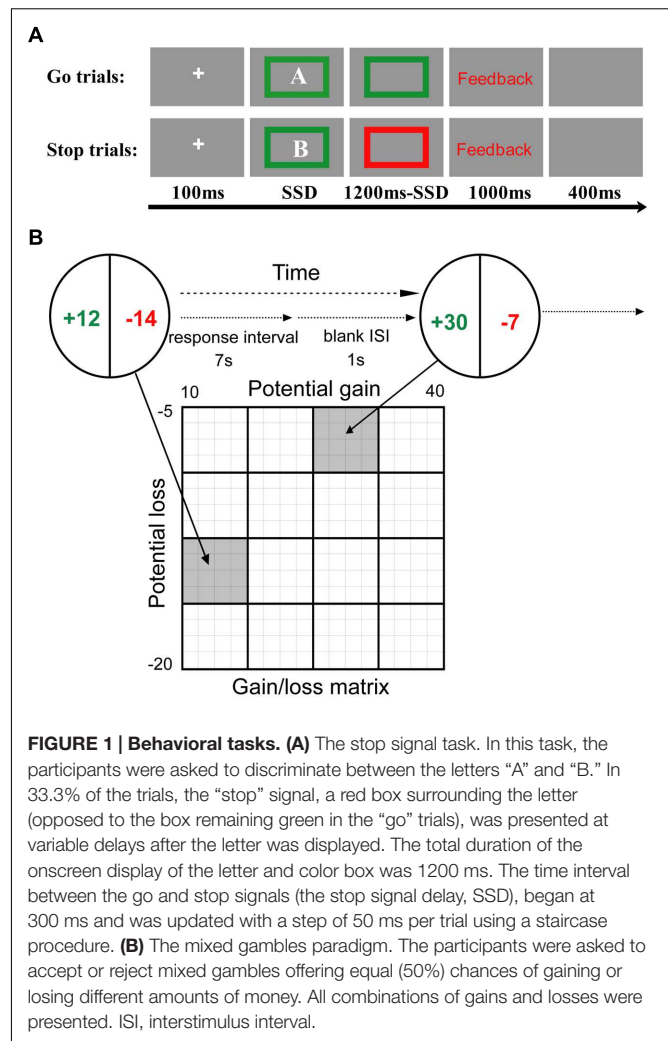 A
Go trials:
+
A
Feedback
Stop trials:
+
B
Feedback
100ms
SSD
1200ms-SSD
1000ms
400ms
B
Time
+12
-14
+30
-7
response interval
blank ISI
7s
1s
10
Potential gain
40
-5
Potential loss
-20
Gain/loss matrix
FIGURE 1 | Behavioral tasks. (A) The stop signal task. In this task, the
participants were asked to discriminate between the letters “A” and “B.” In
33.3% of the trials, the “stop” signal, a red box surrounding the letter
(opposed to the box remaining green in the “go” trials), was presented at
variable delays after the letter was displayed. The total duration of the
onscreen display of the letter and color box was 1200 ms. The time interval
between the go and stop signals (the stop signal delay, SSD), began at
300 ms and was updated with a step of 50 ms per trial using a staircase
procedure. (B) The mixed gambles paradigm. The participants were asked to
accept or reject mixed gambles offering equal (50%) chances of gaining or
losing different amounts of money. All combinations of gains and losses were
presented. ISI, interstimulus interval.